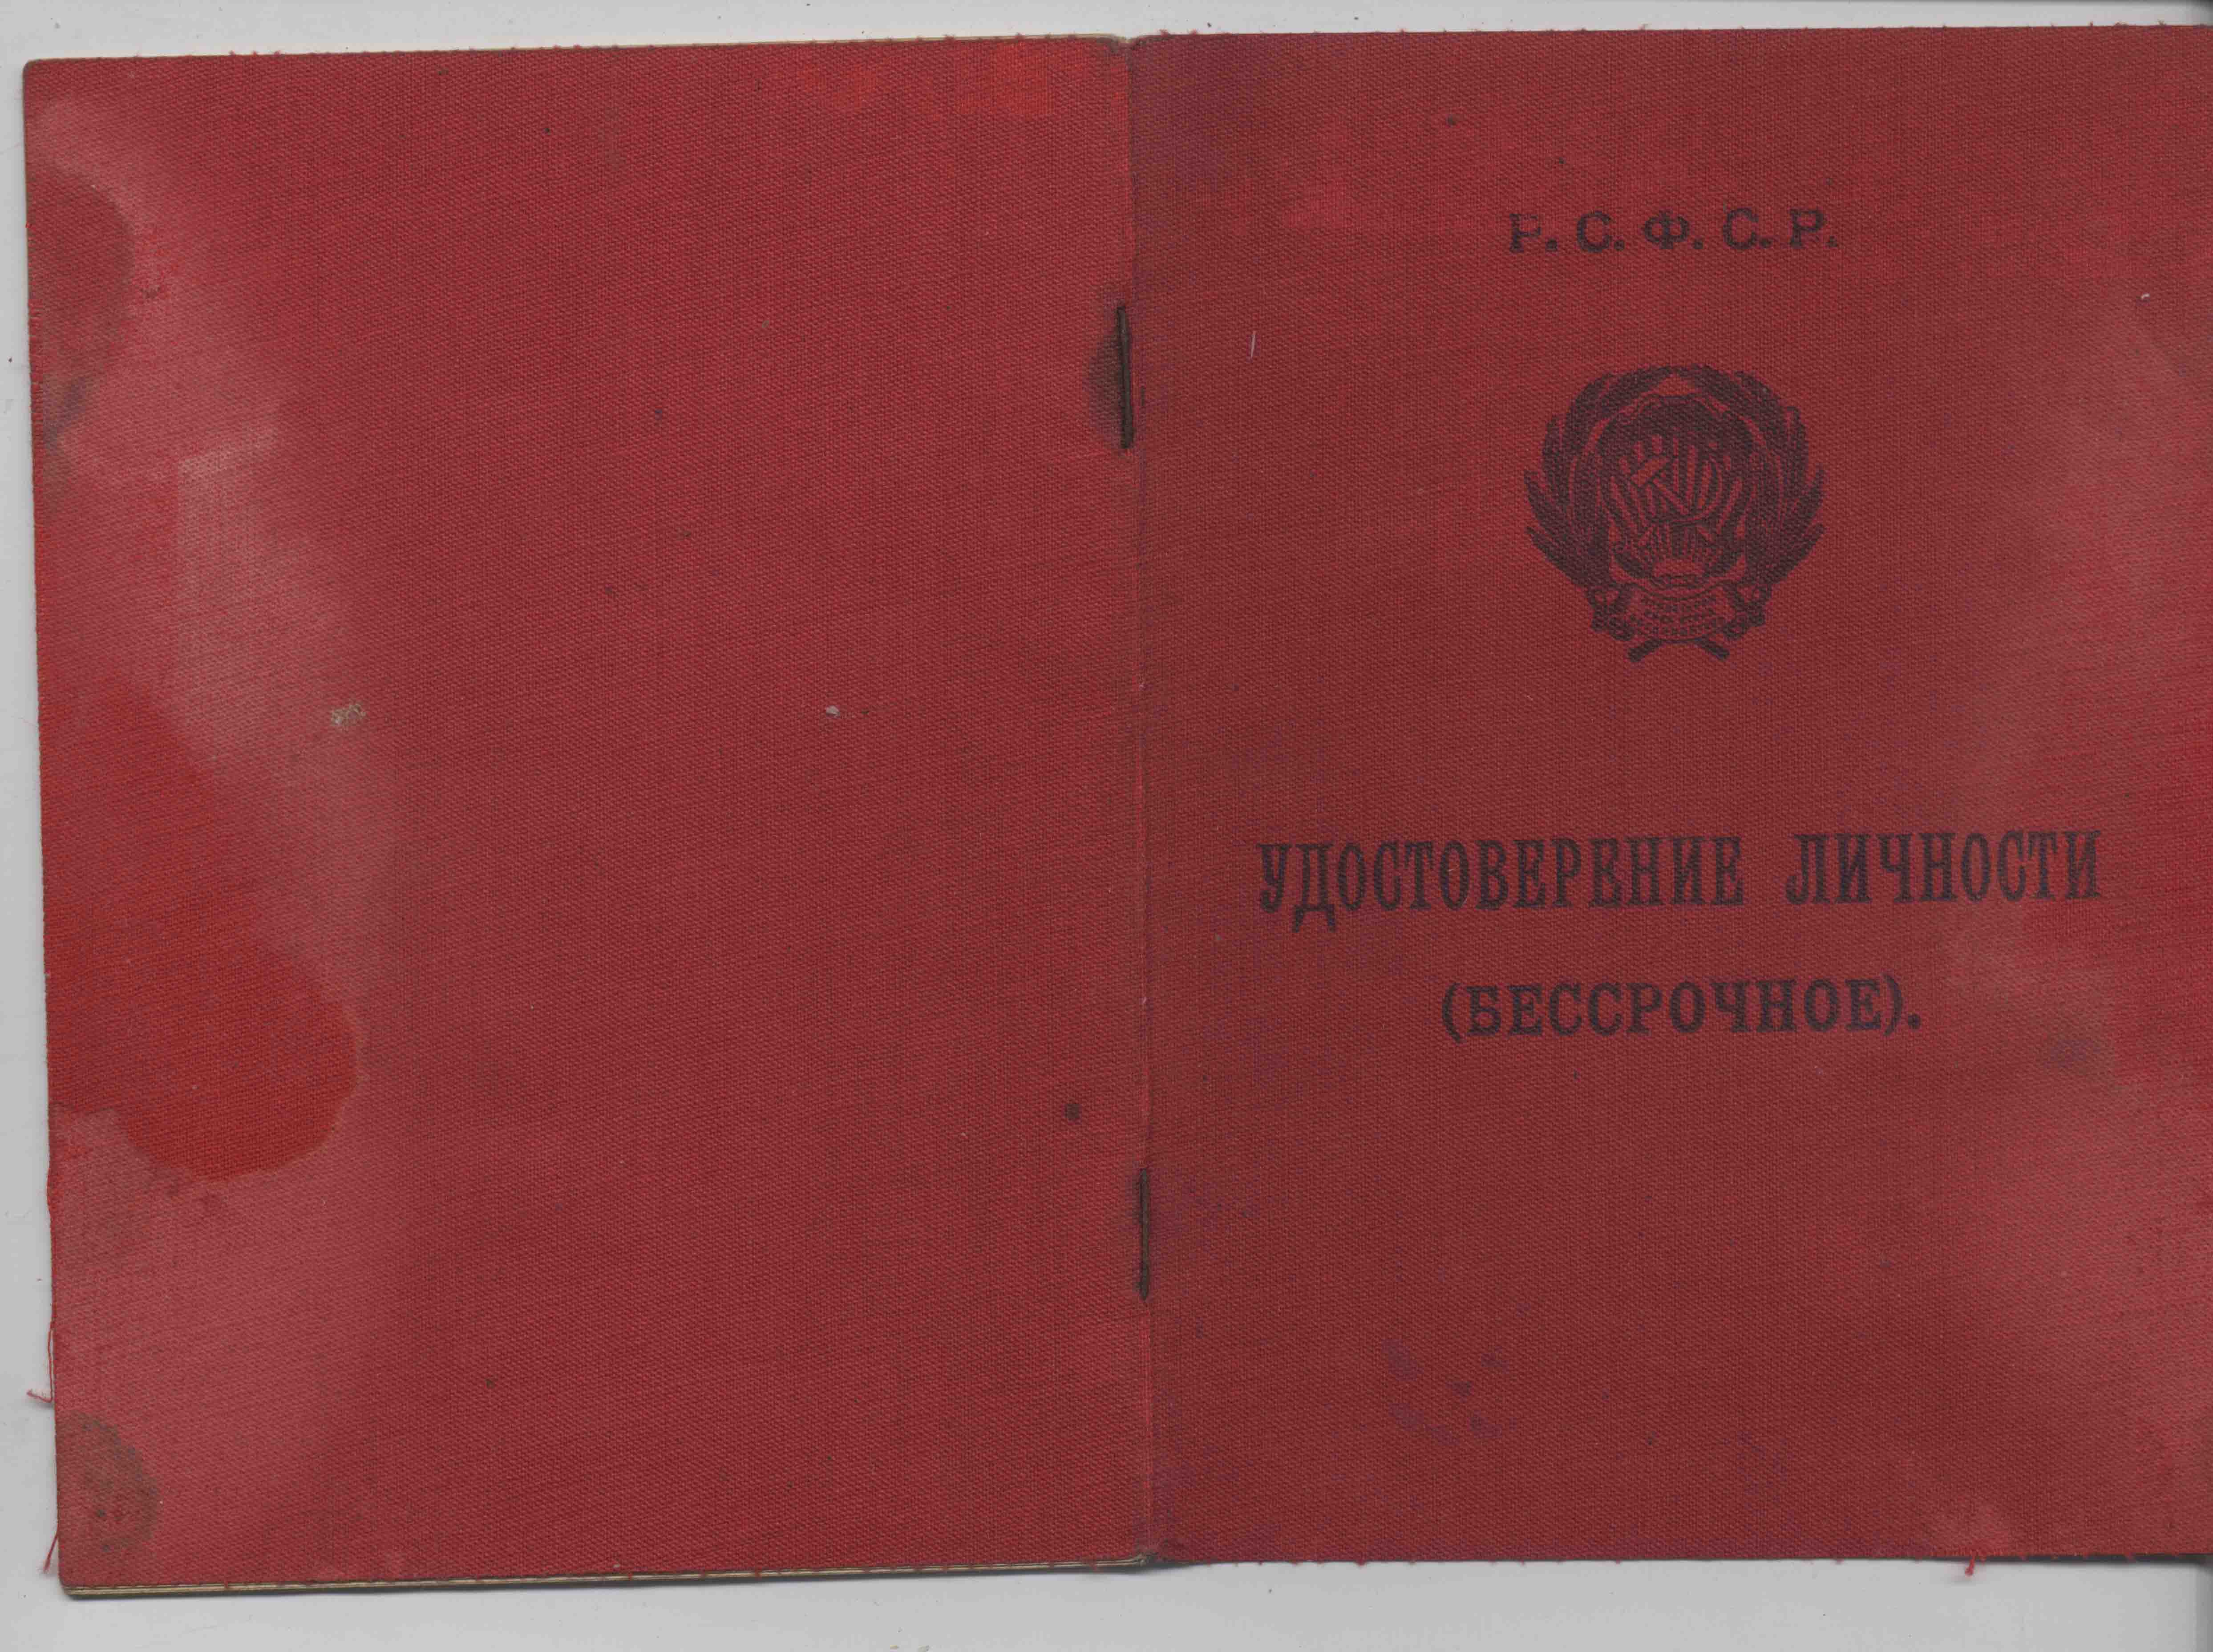 Р. С. Ф. С. Р.
УДОСТОВЕРЕНИЕ ЛИЧНОСТИ
(БЕССРОЧНОЕ).